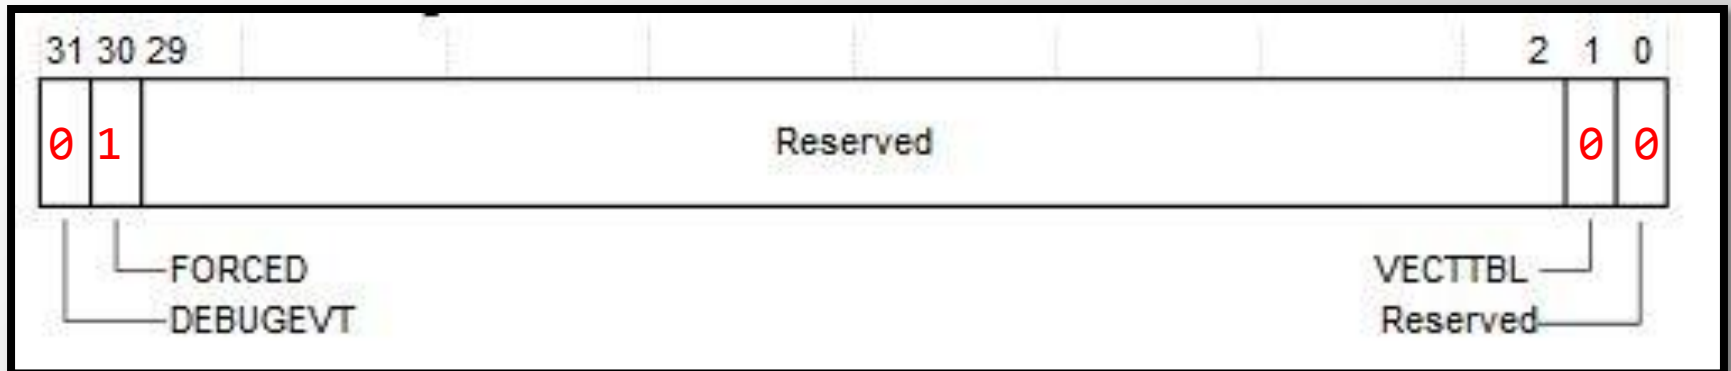 31 30 29 2 1 0
0 1 Reserved 0 0
FORCED VECTTBL
DEBUGEVT Reserved